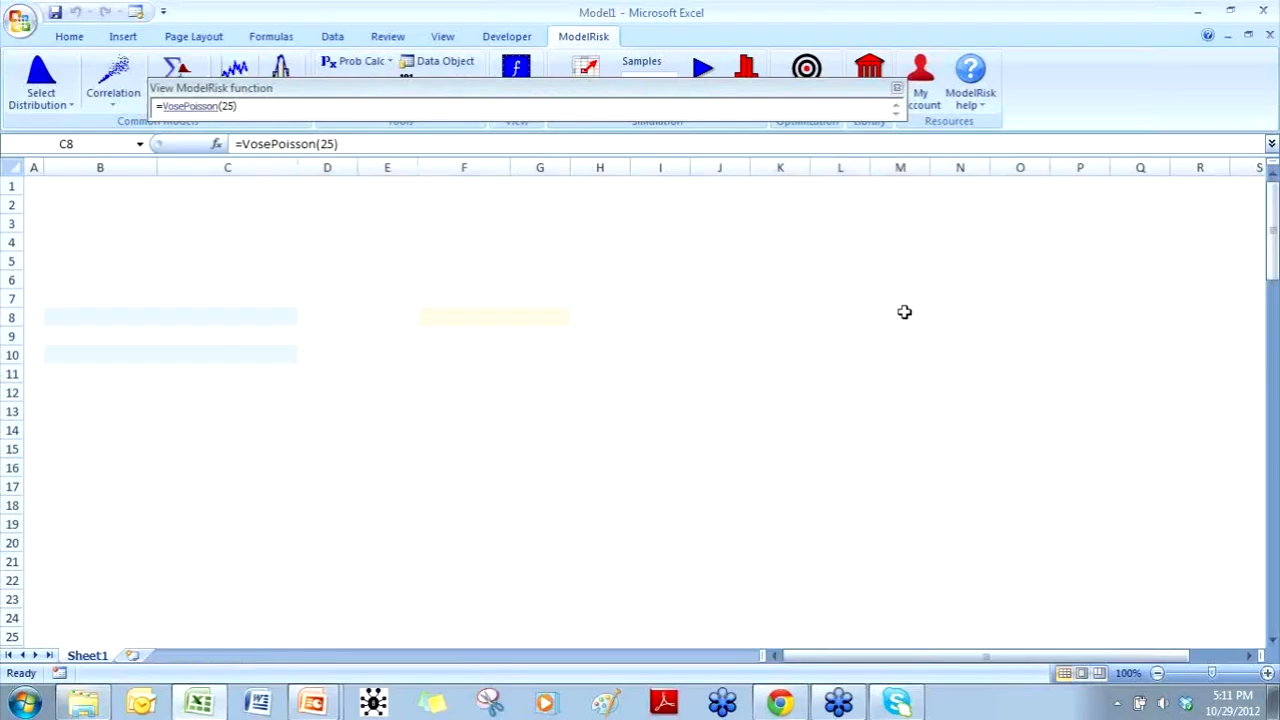 Model1 - Microsoft Excel
Home Insert Page Layout Formulas Data Review View Developer ModelRisk
Select Distribution
Correlation
Prob Calc
Data Object
Samples
My
ccount
ModelRisk help
View ModelRisk function
=VosePoisson(25)
Resources
C8
fx =VosePoisson(25)
A B C D E F G H I J K L M N O P Q R S
1
2
3
4
5
6
7
8
9
10
11
12
13
14
15
16
17
18
19
20
21
22
23
24
25
Sheet1
Ready
100%
5:11 PM
10/29/2012